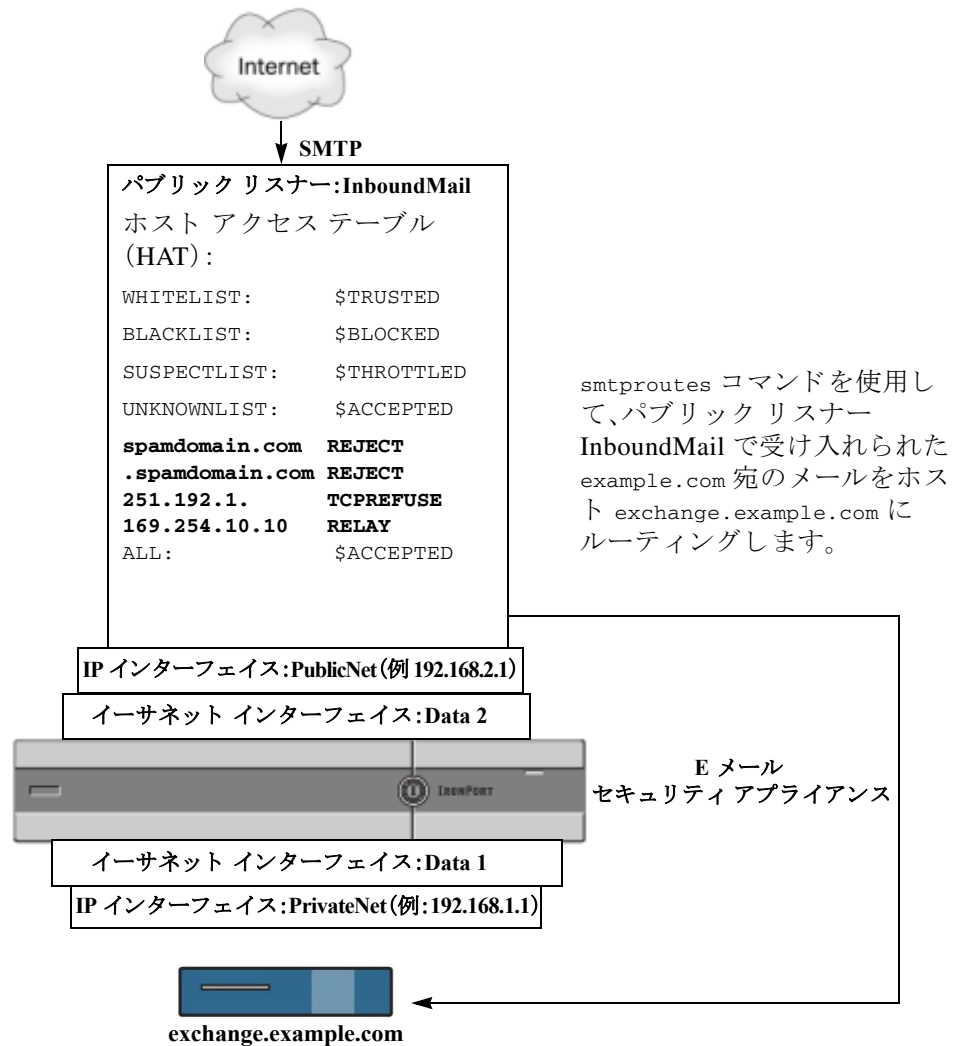 Internet
SMTP
パブリック リスナー:InboundMail
ホスト アクセス テーブル
(HAT):
WHITELIST: $TRUSTED
BLACKLIST: $BLOCKED
SUSPECTLIST: $THROTTLED
UNKNOWNLIST: $ACCEPTED
spamdomain.com REJECT
.spamdomain.com REJECT
251.192.1. TCPREFUSE
169.254.10.10 RELAY
ALL: $ACCEPTED
smtproutes コマンドを使用し
て、パブリック リスナー
InboundMail で受け入れられた
example.com 宛のメールをホス
ト exchange.example.com に
ルーティングします。
IP インターフェイス:PublicNet(例 192.168.2.1)
イーサネット インターフェイス:Data 2
IRONPORT
E メール
セキュリティ アプライアンス
イーサネット インターフェイス:Data 1
IP インターフェイス:PrivateNet(例:192.168.1.1)
exchange.example.com